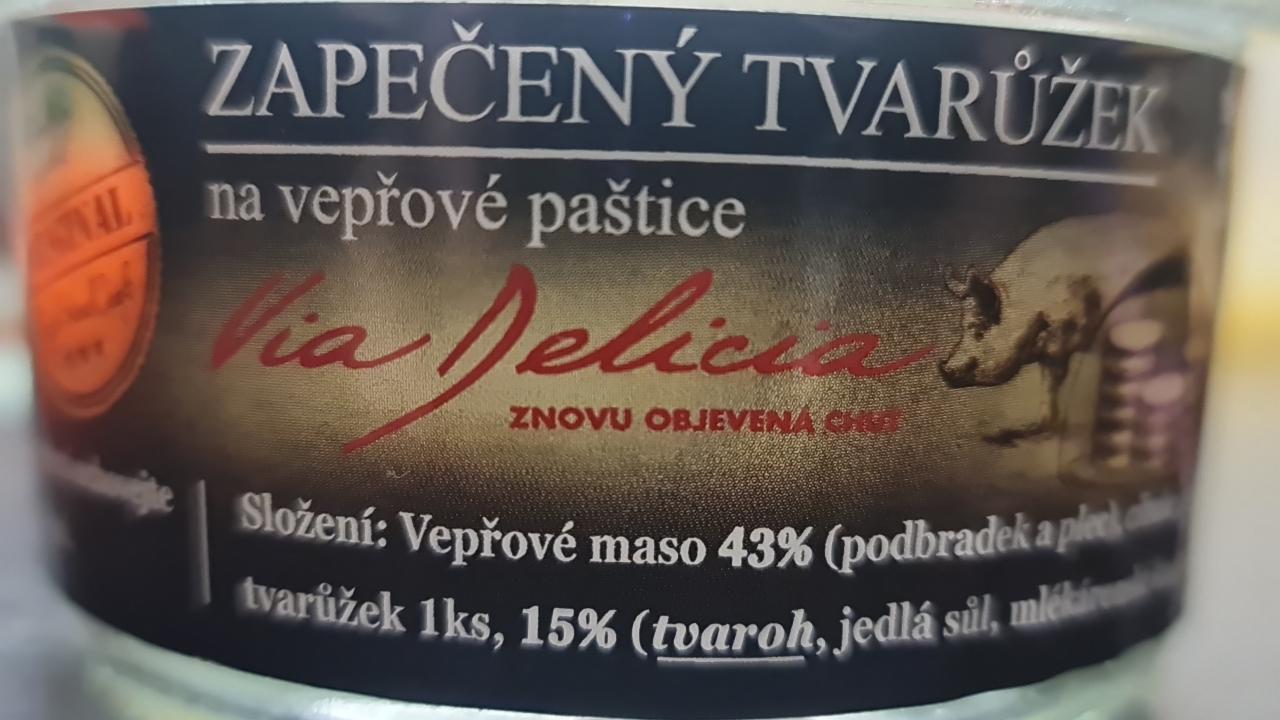 ZAPEČENÝ TVARŮŽEK
na vepřové paštice
Via Delicia
ZNOVU OBJEVENÁ CHUŤ
Složení: Vepřové maso 43% (podbradek a
tvarůžek 1ks, 15% (tvaroh, jedlá sůl,